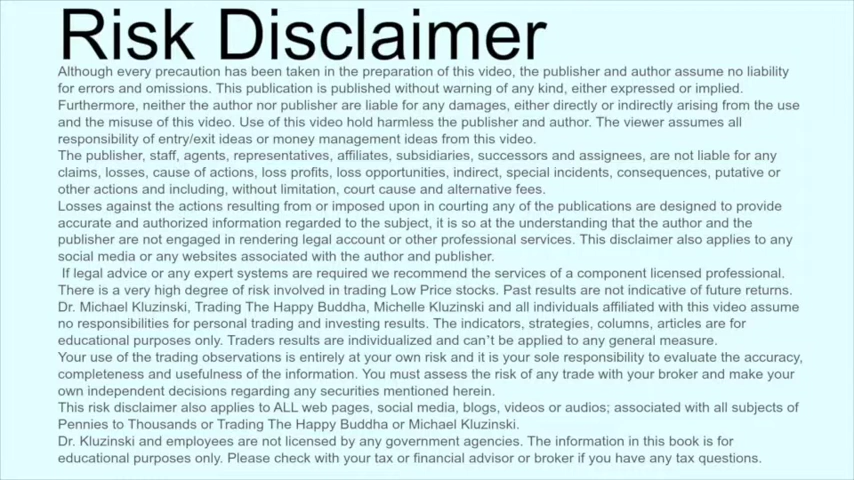 Risk Disclaimer
Although every precaution has been taken in the preparation of this video, the publisher and author assume no liability
for errors and omissions. This publication is published without warning of any kind, either expressed or implied.
Furthermore, neither the author nor publisher are liable for any damages, either directly or indirectly arising from the use
and the misuse of this video. Use of this video hold harmless the publisher and author. The viewer assumes all
responsibility of entry/exit ideas or money management ideas from this video.
The publisher, staff, agents, representatives, affiliates, subsidiaries, successors and assignees, are not liable for any
claims, losses, cause of actions, loss profits, loss opportunities, indirect, special incidents, consequences, putative or
other actions and including, without limitation, court cause and alternative fees.
Losses against the actions resulting from or imposed upon in courting any of the publications are designed to provide
accurate and authorized information regarded to the subject, it is so at the understanding that the author and the
publisher are not engaged in rendering legal account or other professional services. This disclaimer also applies to any
social media or any websites associated with the author and publisher.
If legal advice or any expert systems are required we recommend the services of a component licensed professional.
There is a very high degree of risk involved in trading Low Price stocks. Past results are not indicative of future returns.
Dr. Michael Kluzinski, Trading The Happy Buddha, Michelle Kluzinski and all individuals affiliated with this video assume
no responsibilities for personal trading and investing results. The indicators, strategies, columns, articles are for
educational purposes only. Traders results are individualized and can't be applied to any general measure.
Your use of the trading observations is entirely at your own risk and it is your sole responsibility to evaluate the accuracy,
completeness and usefulness of the information. You must assess the risk of any trade with your broker and make your
own independent decisions regarding any securities mentioned herein.
This risk disclaimer also applies to ALL web pages, social media, blogs, videos or audios; associated with all subjects of
Pennies to Thousands or Trading The Happy Buddha or Michael Kluzinski.
Dr. Kluzinski and employees are not licensed by any government agencies. The information in this book is for
educational purposes only. Please check with your tax or financial advisor or broker if you have any tax questions.